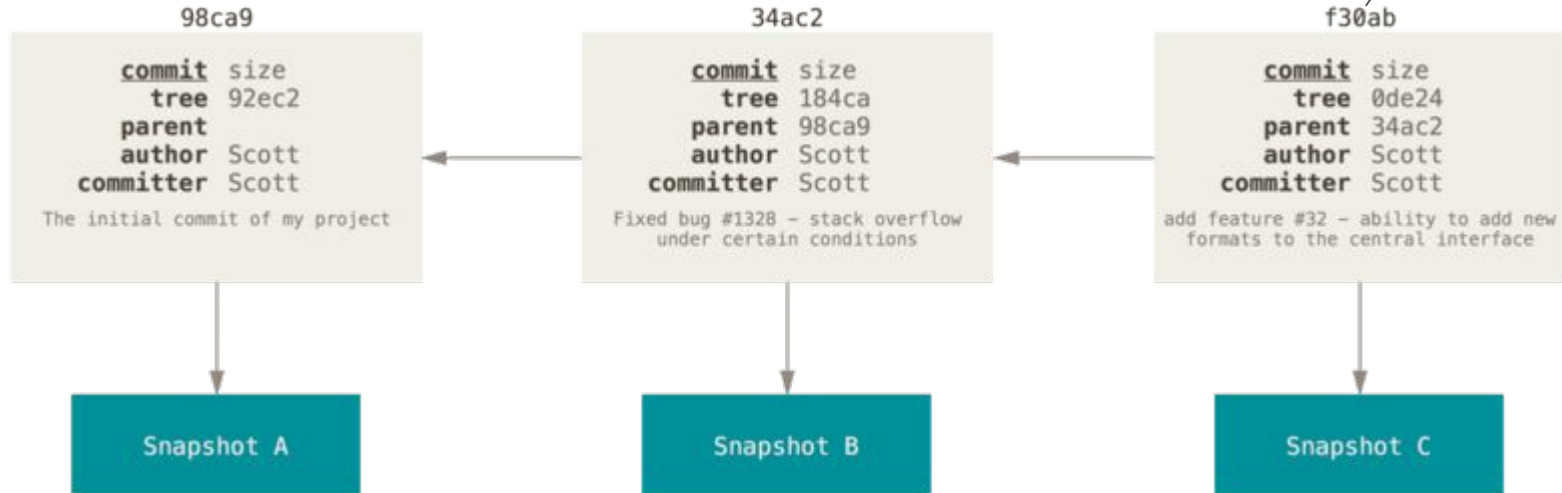 98ca9
commit size
tree 92ec2
parent
author Scott
committer Scott
The initial commit of my project
Snapshot A
34ac2
commit size
tree 184ca
parent 98ca9
author Scott
committer Scott
Fixed bug #1328 – stack overflow
under certain conditions
Snapshot B
f30ab
commit size
tree 0de24
parent 34ac2
author Scott
committer Scott
add feature #32 – ability to add new
formats to the central interface
Snapshot C